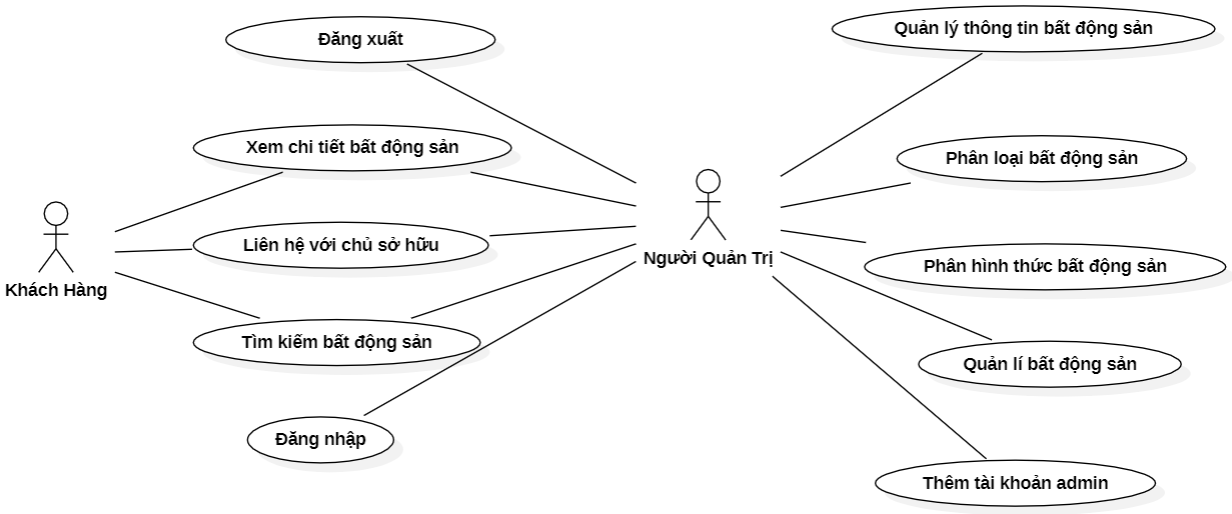 Đăng xuất
Xem chi tiết bất động sản
Liên hệ với chủ sở hữu
Khách Hàng
Tìm kiếm bất động sản
Đăng nhập
Người Quản Trị
Quản lý thông tin bất động sản
Phân loại bất động sản
Phân hình thức bất động sản
Quản lí bất động sản
Thêm tài khoản admin